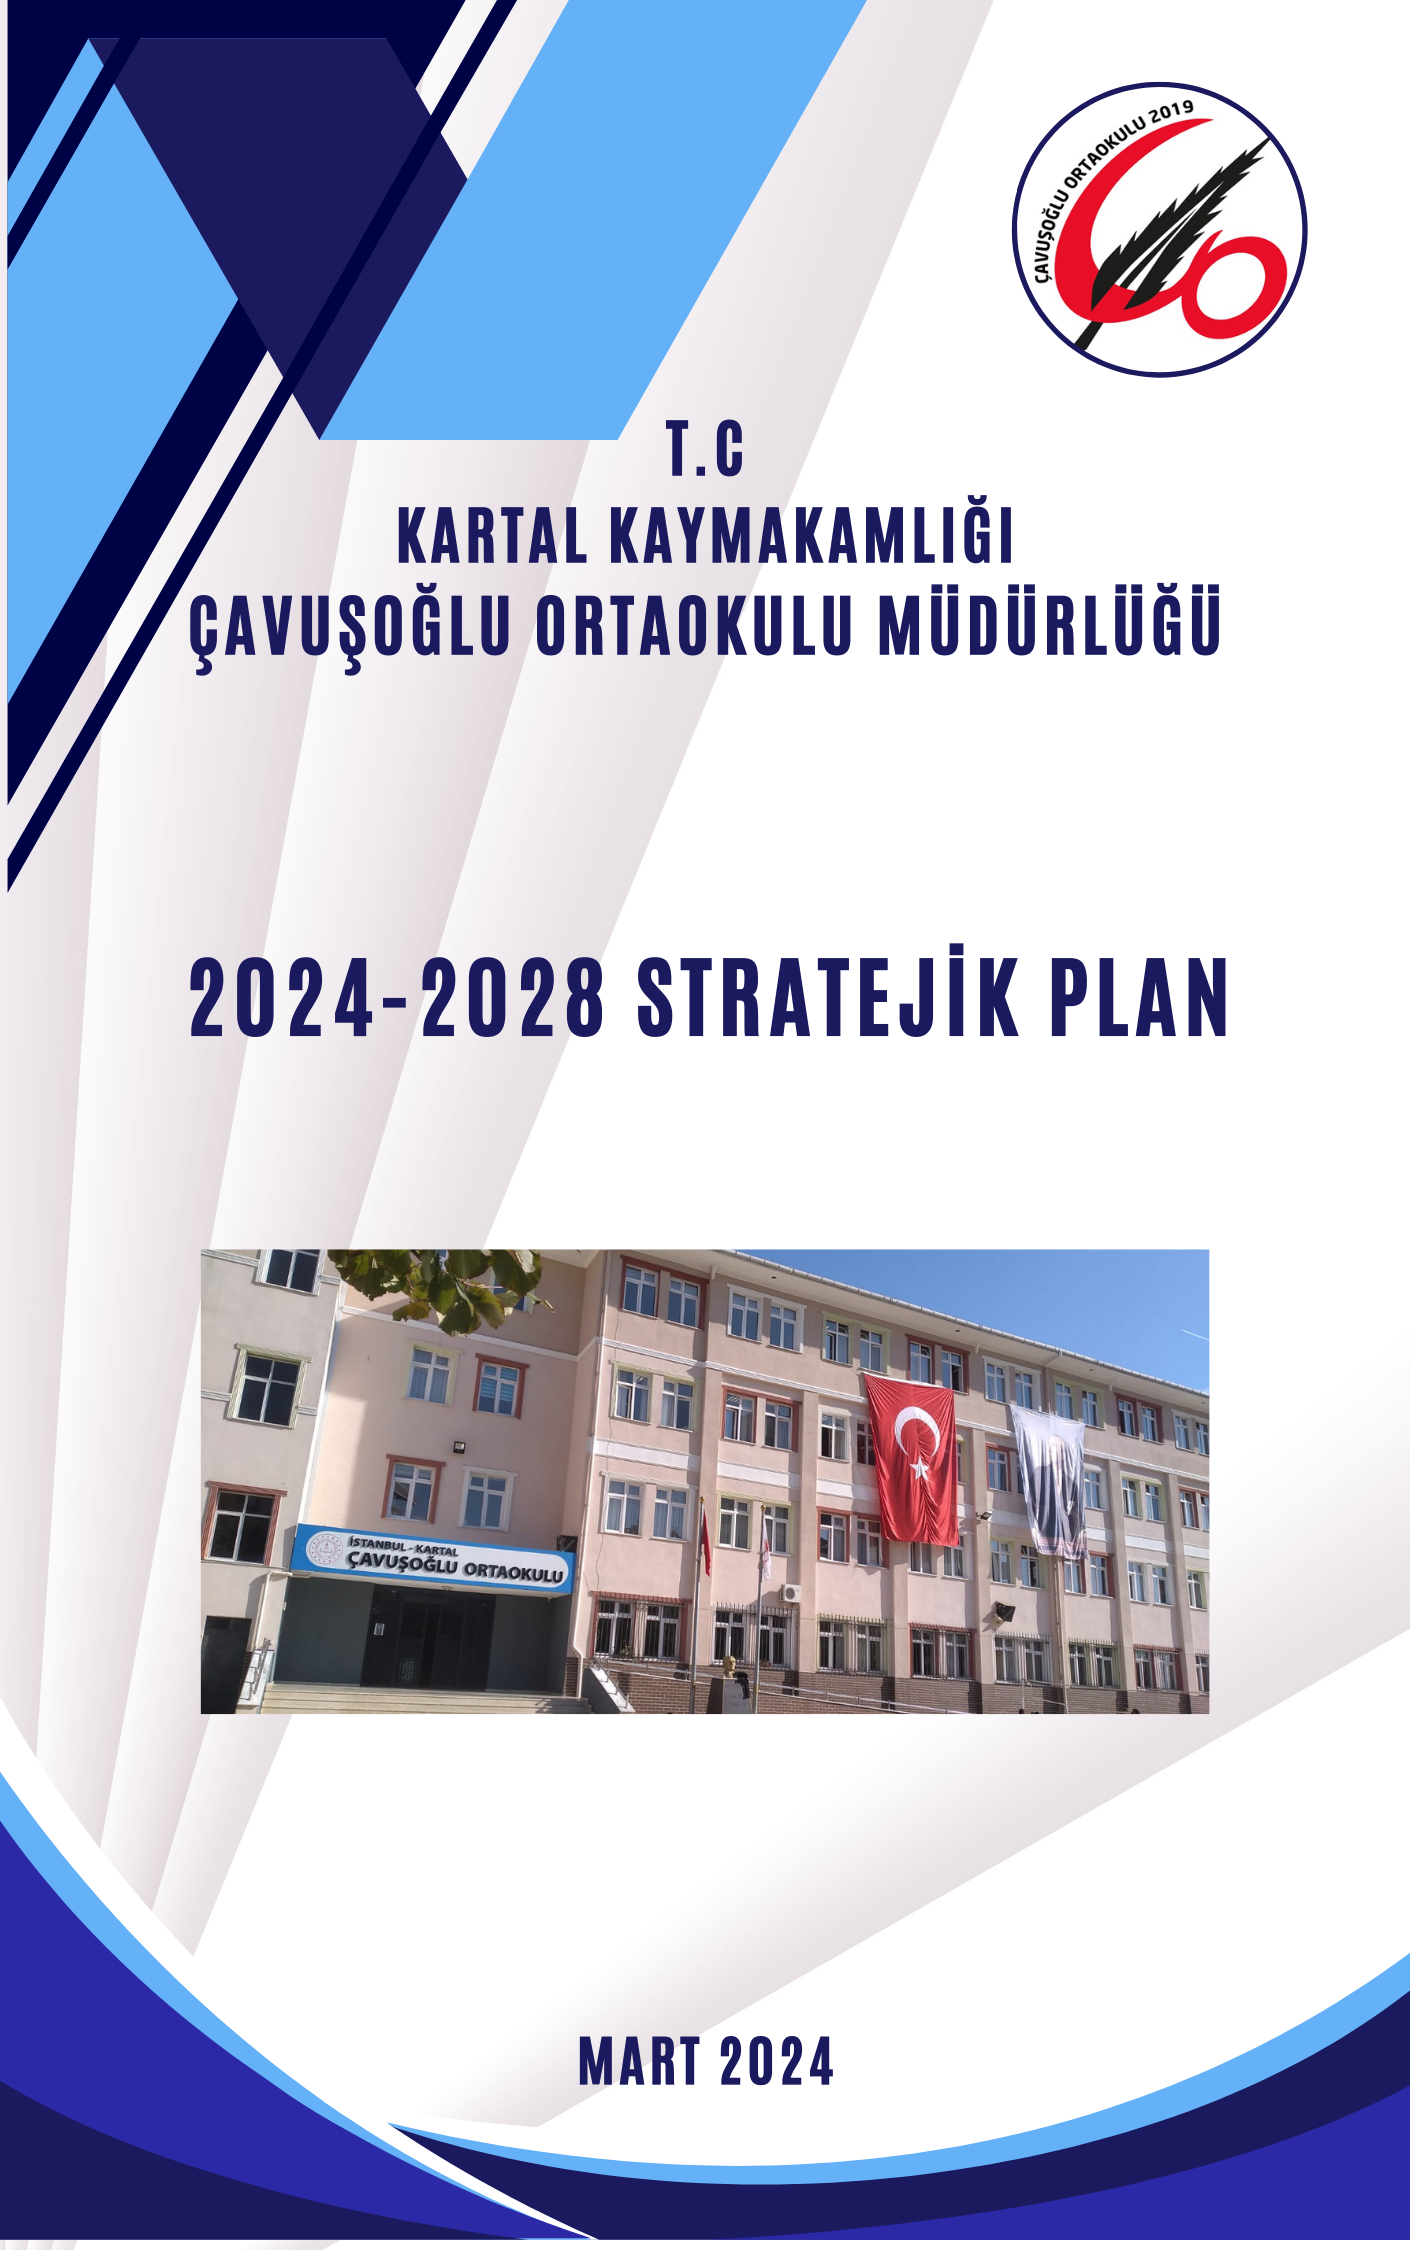 ÇAVUŞOĞLU ORTAOKULU 2019
T.C
KARTAL KAYMAKAMLIĞI
ÇAVUŞOĞLU ORTAOKULU MÜDÜRLÜĞÜ
2024-2028 STRATEJİK PLAN
İSTANBUL - KARTAL
ÇAVUŞOĞLU ORTAOKULU
MART 2024